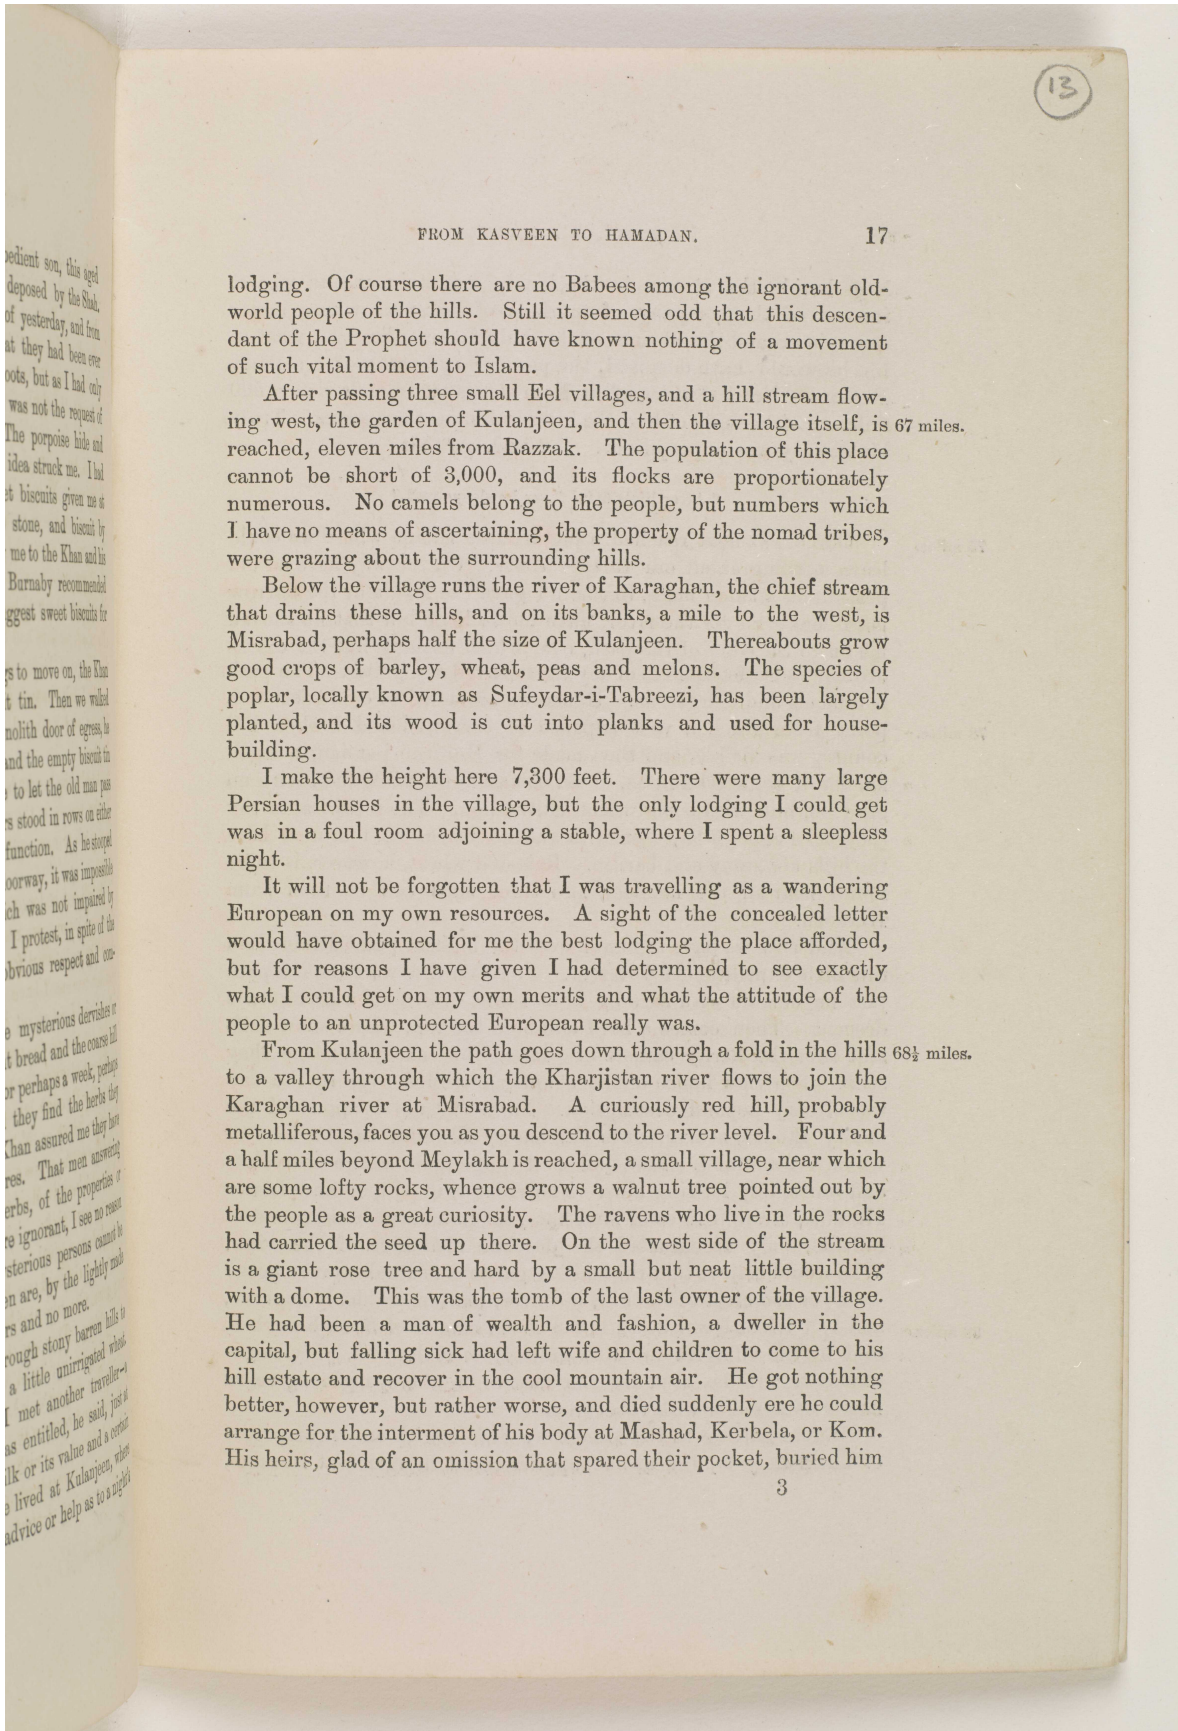 13
FROM KASVEEN TO HAMADAN. 17
lodging. Of course there are no Babees among the ignorant old-
world people of the hills. Still it seemed odd that this descen-
dant of the Prophet should have known nothing of a movement
of such vital moment to Islam.
After passing three small Eel villages, and a hill stream flow-
ing west, the garden of Kulanjeen, and then the village itself, is 67 miles.
reached, eleven miles from Razzak. The population of this place
cannot be short of 3,000, and its flocks are proportionately
numerous. No camels belong to the people, but numbers which
I have no means of ascertaining, the property of the nomad tribes,
were grazing about the surrounding hills.
Below the village runs the river of Karaghan, the chief stream
that drains these hills, and on its banks, a mile to the west, is
Misrabad, perhaps half the size of Kulanjeen. Thereabouts grow
good crops of barley, wheat, peas and melons. The species of
poplar, locally known as Sufeydar-i-Tabreezi, has been largely
planted, and its wood is cut into planks and used for house-
building.
I make the height here 7,300 feet. There were many large
Persian houses in the village, but the only lodging I could get
was in a foul room adjoining a stable, where I spent a sleepless
night.
It will not be forgotten that I was travelling as a wandering
European on my own resources. A sight of the concealed letter
would have obtained for me the best lodging the place afforded,
but for reasons I have given I had determined to see exactly
what I could get on my own merits and what the attitude of the
people to an unprotected European really was.
From Kulanjeen the path goes down through a fold in the hills 68½ miles.
to a valley through which the Kharjistan river flows to join the
Karaghan river at Misrabad. A curiously red hill, probably
metalliferous, faces you as you descend to the river level. Four and
a half miles beyond Meylakh is reached, a small village, near which
are some lofty rocks, whence grows a walnut tree pointed out by
the people as a great curiosity. The ravens who live in the rocks
had carried the seed up there. On the west side of the stream
is a giant rose tree and hard by a small but neat little building
with a dome. This was the tomb of the last owner of the village.
He had been a man of wealth and fashion, a dweller in the
capital, but falling sick had left wife and children to come to his
hill estate and recover in the cool mountain air. He got nothing
better, however, but rather worse, and died suddenly ere he could
arrange for the interment of his body at Mashad, Kerbela, or Kom.
His heirs, glad of an omission that spared their pocket, buried him
3